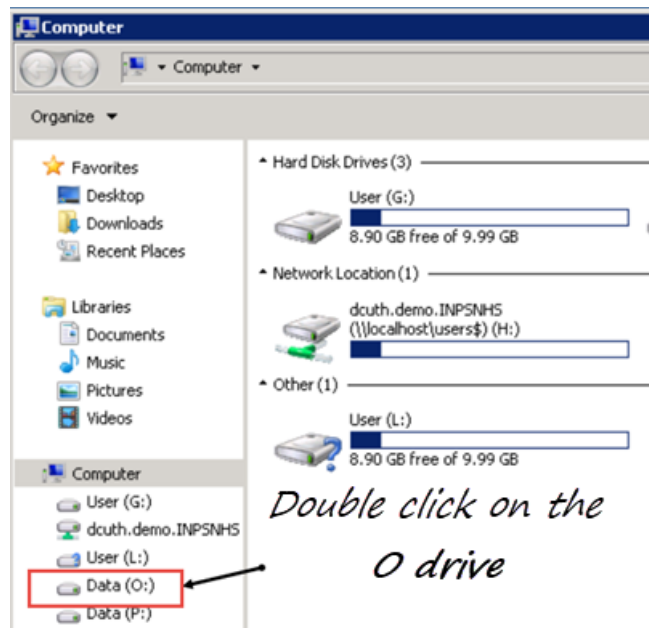 Computer
Computer
Organize
Favorites
Desktop
Downloads
Recent Places
Libraries
Documents
Music
Pictures
Videos
Computer
User (G:)
dcuth.demo.INPSNHS
User (L:)
Data (O:)
Data (P:)
Hard Disk Drives (3)
User (G:)
8.90 GB free of 9.99 GB
Network Location (1)
dcuth.demo.INPSNHS
(\\localhost\users$) (H:)
Other (1)
User (L:)
8.90 GB free of 9.99 GB
Double click on the
O drive